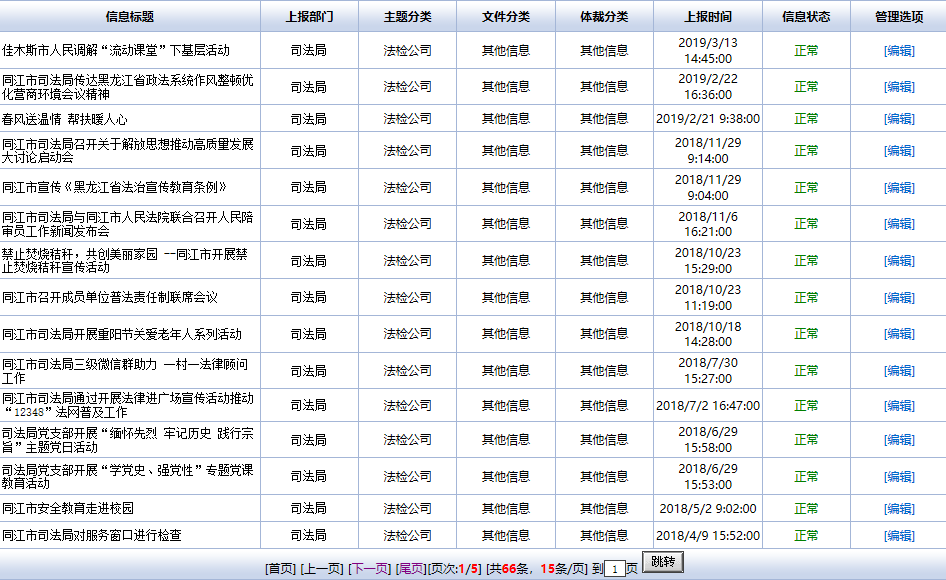 信息标题 上报部门 主题分类 文件分类 体裁分类 上报时间 信息状态 管理选项
佳木斯市人民调解“流动课堂”下基层活动 司法局 法检公司 其他信息 其他信息 2019/3/13 14:45:00 正常 [编辑]
同江市司法局传达黑龙江省政法系统作风整顿优
化营商环境会议精神 司法局 法检公司 其他信息 其他信息 2019/2/22 16:36:00 正常 [编辑]
春风送温情 帮扶暖人心 司法局 法检公司 其他信息 其他信息 2019/2/21 9:38:00 正常 [编辑]
同江市司法局召开关于解放思想推动高质量发展
大讨论启动会 司法局 法检公司 其他信息 其他信息 2018/11/29 9:14:00 正常 [编辑]
同江市宣传《黑龙江省法治宣传教育条例》 司法局 法检公司 其他信息 其他信息 2018/11/29 9:04:00 正常 [编辑]
同江市司法局与同江市人民法院联合召开人民陪
审员工作新闻发布会 司法局 法检公司 其他信息 其他信息 2018/11/6 16:21:00 正常 [编辑]
禁止焚烧秸秆，共创美丽家园 --同江市开展禁
止焚烧秸秆宣传活动 司法局 法检公司 其他信息 其他信息 2018/10/23 15:29:00 正常 [编辑]
同江市召开成员单位普法责任制联席会议 司法局 法检公司 其他信息 其他信息 2018/10/23 11:19:00 正常 [编辑]
同江市司法局开展重阳节关爱老年人系列活动 司法局 法检公司 其他信息 其他信息 2018/10/18 14:28:00 正常 [编辑]
同江市司法局三级微信群助力 一村一法律顾问
工作 司法局 法检公司 其他信息 其他信息 2018/7/30 15:27:00 正常 [编辑]
同江市司法局通过开展法律进广场宣传活动推动
“12348”法网普及工作 司法局 法检公司 其他信息 其他信息 2018/7/2 16:47:00 正常 [编辑]
司法局党支部开展“缅怀先烈 牢记历史 践行宗
旨”主题党日活动 司法局 法检公司 其他信息 其他信息 2018/6/29 15:58:00 正常 [编辑]
司法局党支部开展“学党史、强党性”专题党课
教育活动 司法局 法检公司 其他信息 其他信息 2018/6/29 15:53:00 正常 [编辑]
同江市安全教育走进校园 司法局 法检公司 其他信息 其他信息 2018/5/2 9:02:00 正常 [编辑]
同江市司法局对服务窗口进行检查 司法局 法检公司 其他信息 其他信息 2018/4/9 15:52:00 正常 [编辑]
[首页] [上一页] [下一页] [尾页][页次:1/5] [共66条，15条/页] 到 1 页 跳转